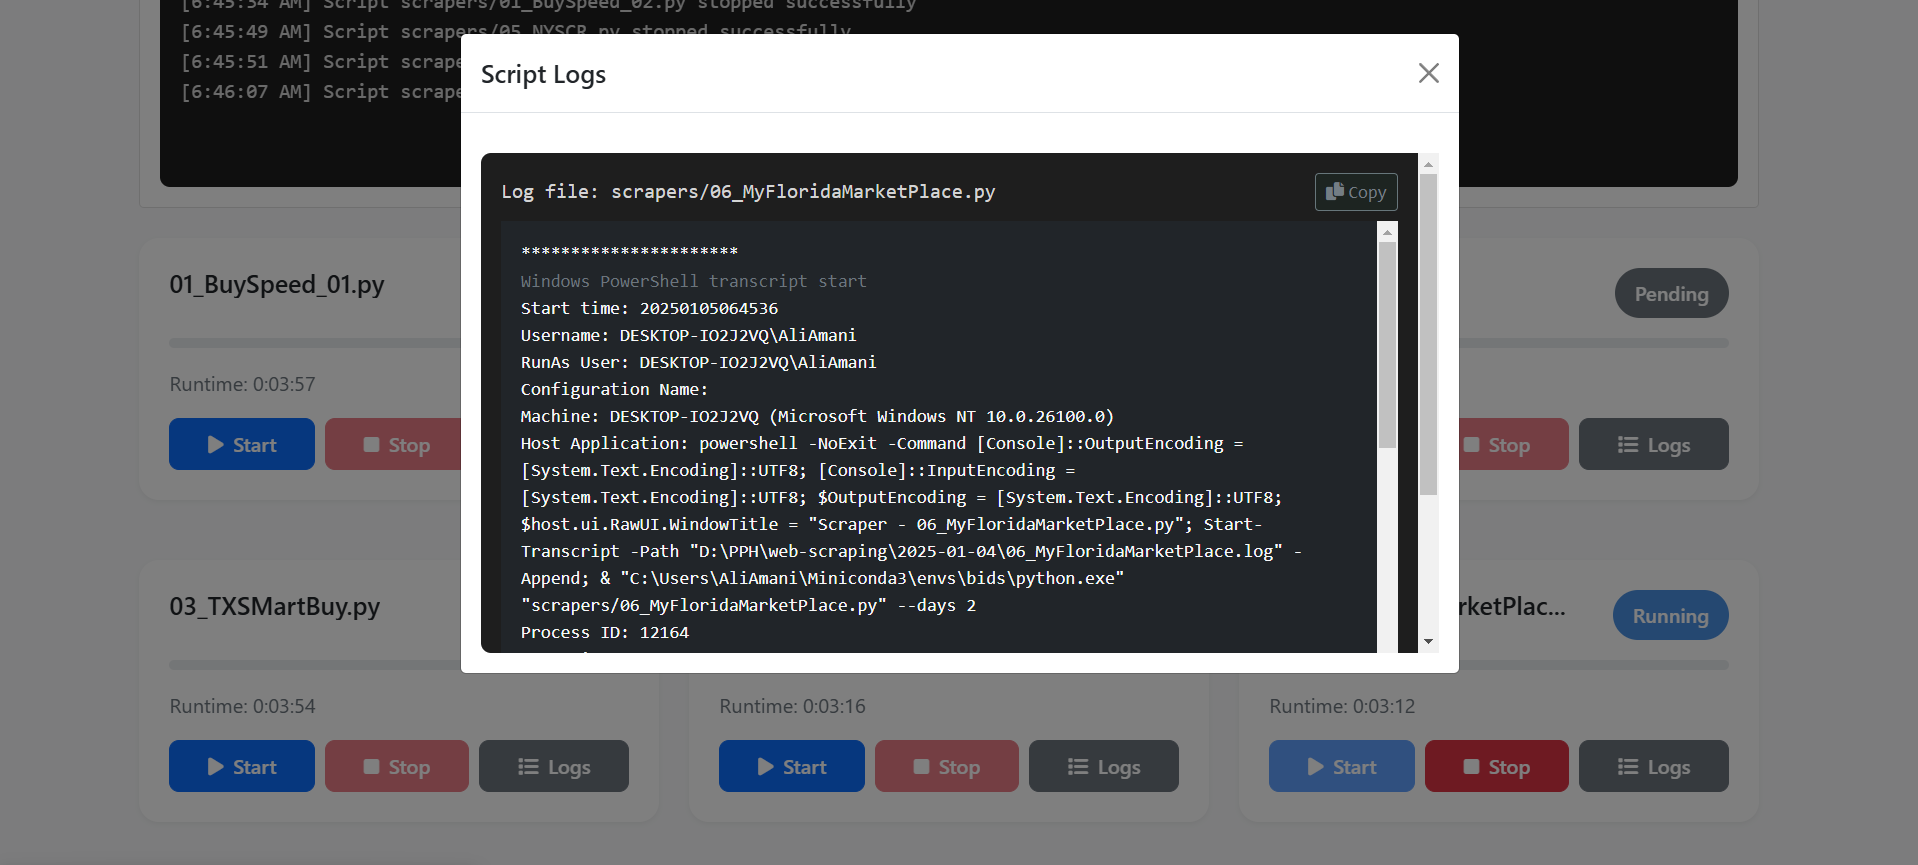 [6:45:34 AM] Script scrapers/01_BuySpeed_02.py stopped successfully
[6:45:49 AM] Script scrapers/05_NYSCR.py stopped successfully
[6:45:51 AM] Script scrape
[6:46:07 AM] Script scrape
Script Logs
Log file: scrapers/06_MyFloridaMarketPlace.py
Copy
**********************
Windows PowerShell transcript start
Start time: 20250105064536
Username: DESKTOP-IO2J2VQ\AliAmani
RunAs User: DESKTOP-IO2J2VQ\AliAmani
Configuration Name:
Machine: DESKTOP-IO2J2VQ (Microsoft Windows NT 10.0.26100.0)
Host Application: powershell -NoExit -Command [Console]::OutputEncoding =
[System.Text.Encoding]::UTF8; [Console]::InputEncoding =
[System.Text.Encoding]::UTF8; $OutputEncoding = [System.Text.Encoding]::UTF8;
$host.ui.RawUI.WindowTitle = "Scraper - 06_MyFloridaMarketPlace.py"; Start-
Transcript -Path "D:\PPH\web-scraping\2025-01-04\06_MyFloridaMarketPlace.log" -
Append; & "C:\Users\AliAmani\Miniconda3\envs\bids\python.exe"
"scrapers/06_MyFloridaMarketPlace.py" --days 2
Process ID: 12164
01_BuySpeed_01.py
Runtime: 0:03:57
Start Stop
Pending
Stop Logs
03_TXSMartBuy.py
Runtime: 0:03:54
Start Stop Logs
Runtime: 0:03:16
Start Stop Logs
rketPlac... Running
Runtime: 0:03:12
Start Stop Logs